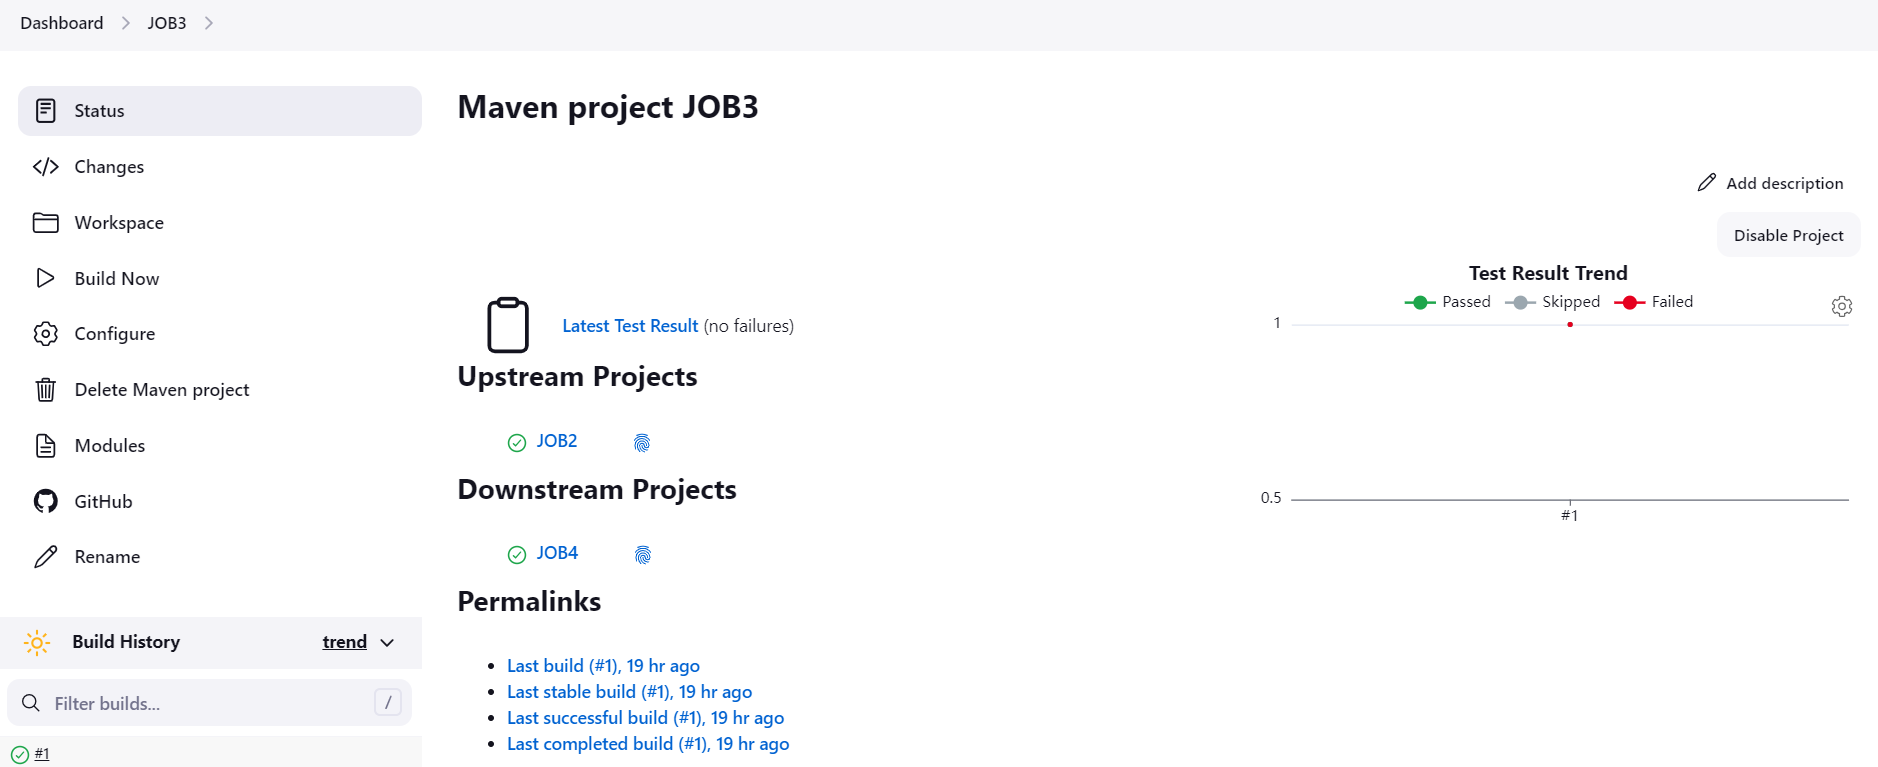 Dashboard
JOB3
Status
Changes
Workspace
Build Now
Configure
Delete Maven project
Modules
GitHub
Rename
Build History
trend
Filter builds...
/
#1
Maven project JOB3
Add description
Disable Project
Latest Test Result (no failures)
Upstream Projects
JOB2
Downstream Projects
JOB4
Permalinks
Last build (#1), 19 hr ago
Last stable build (#1), 19 hr ago
Last successful build (#1), 19 hr ago
Last completed build (#1), 19 hr ago
Test Result Trend
Passed Skipped Failed
1
0.5
#1